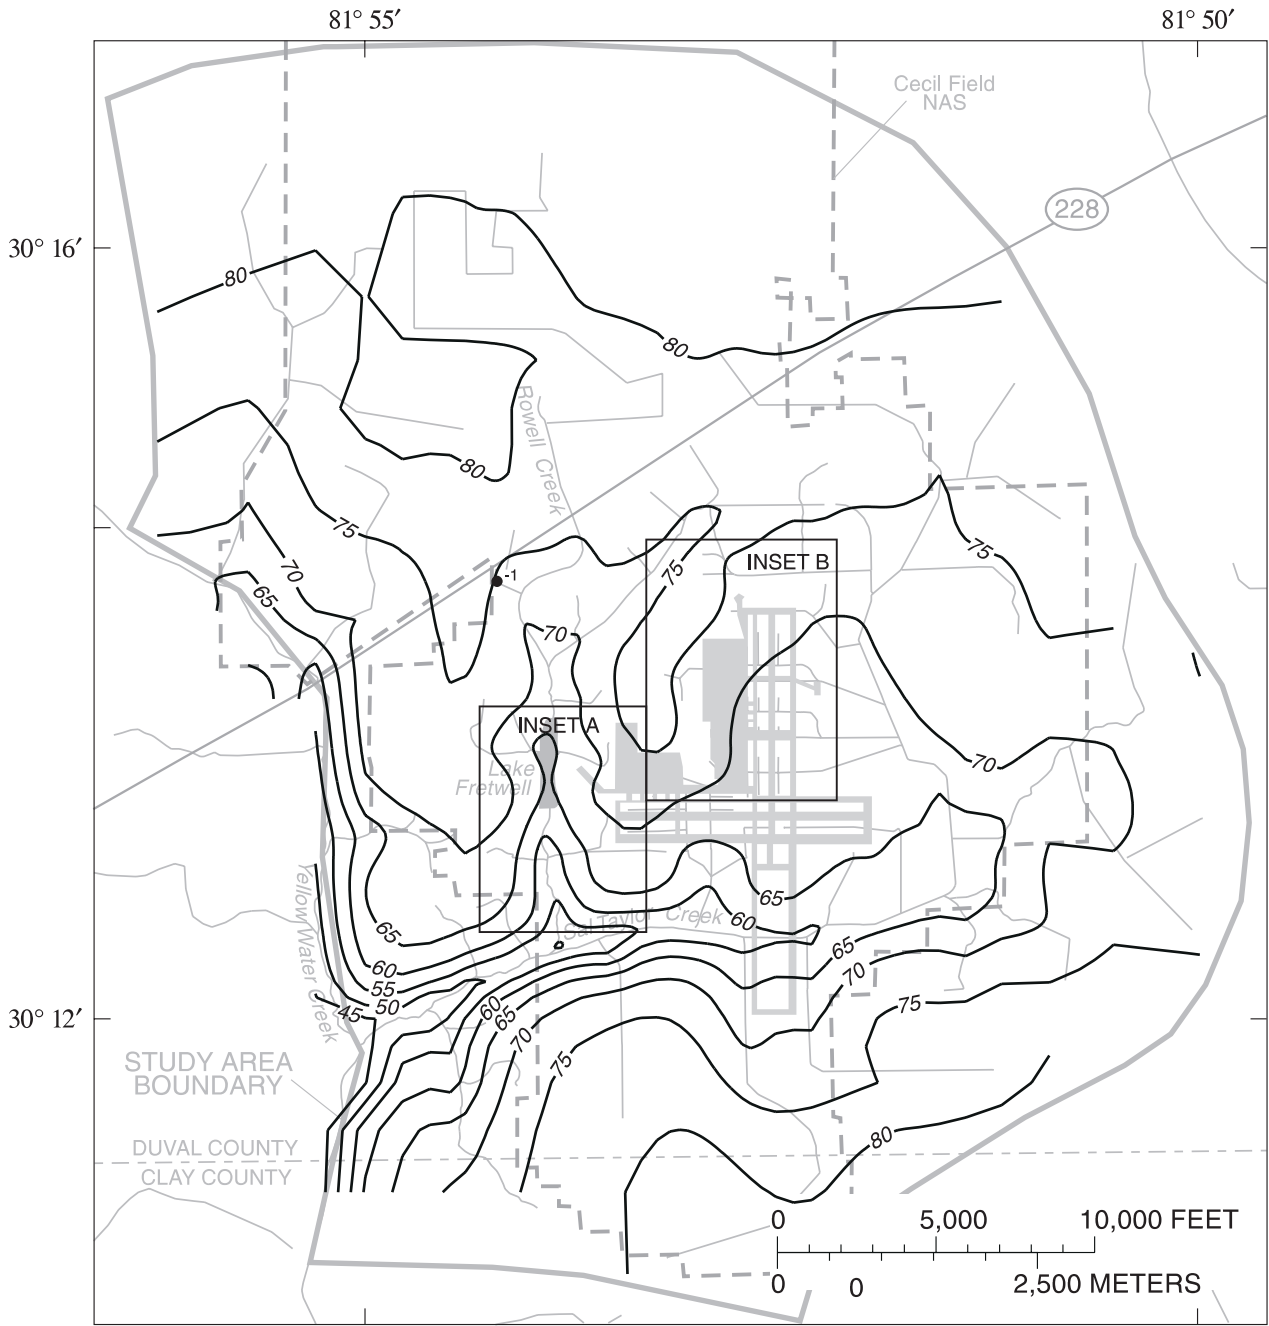 81° 55′
81° 50′
Cecil Field
NAS
228
30° 16′
80
80
Rowell Creek
80
75
75
INSET B
75
70
-1
65
70
INSET A
70
Lake
Fretwell
65
60
Sal Taylor Creek
65
Yellow Water Creek
65
60
70
55
50
60
75
45
65
30° 12′
70
75
STUDY AREA
BOUNDARY
80
DUVAL COUNTY
CLAY COUNTY
0
5,000
10,000 FEET
0
0
2,500 METERS